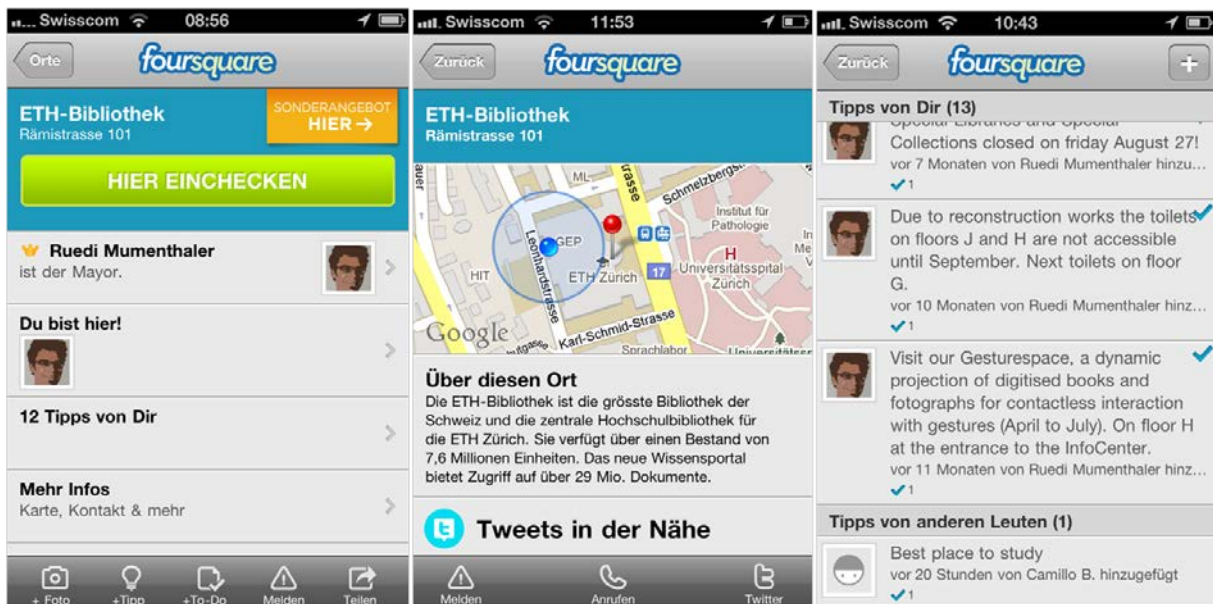 Swisscom 08:56
Orte foursquare
ETH-Bibliothek
Rämistrasse 101
SONDERANGEBOT
HIER →
HIER EINCHECKEN
Ruedi Mumenthaler
ist der Mayor.
Du bist hier!
12 Tipps von Dir
Mehr Infos
Karte, Kontakt & mehr
+ Foto +Tipp +To-Do Melden Teilen
Swisscom 11:53
Zurück foursquare
ETH-Bibliothek
Rämistrasse 101
ML
Schmelzbergst
Institut für
Pathologie
GEP
Leonhardstrasse
HIT
ETH Zürich
17
H
Universitätsspital
Zürich
Karl-Schmid-Strasse
Google
Sprachlabor
Über diesen Ort
Die ETH-Bibliothek ist die grösste Bibliothek der
Schweiz und die zentrale Hochschulbibliothek für
die ETH Zürich. Sie verfügt über einen Bestand von
7,6 Millionen Einheiten. Das neue Wissensportal
bietet Zugriff auf über 29 Mio. Dokumente.
Tweets in der Nähe
Melden Anrufen Twitter
Swisscom 10:43
Zurück foursquare +
Tipps von Dir (13)
Special Libraries and Special
Collections closed on friday August 27!
vor 7 Monaten von Ruedi Mumenthaler hinzu...
1
Due to reconstruction works the toilets
on floors J and H are not accessible
until September. Next toilets on floor
G.
vor 10 Monaten von Ruedi Mumenthaler hinz...
1
Visit our Gesturespace, a dynamic
projection of digitised books and
fotographs for contactless interaction
with gestures (April to July). On floor H
at the entrance to the InfoCenter.
vor 11 Monaten von Ruedi Mumenthaler hinz...
1
Tipps von anderen Leuten (1)
Best place to study
vor 20 Stunden von Camillo B. hinzugefügt
1